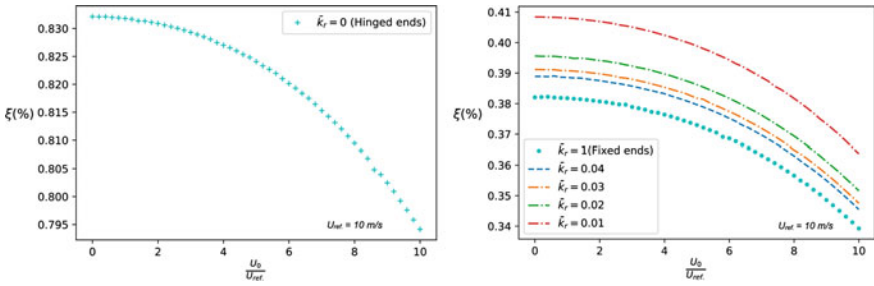 k̃r = 0 (Hinged ends)
0.830
0.825
0.820
0.815
ξ(%)
0.810
0.805
0.800
0.795
Uref. = 10 m/s
0 2 4 6 8 10
U0
Uref.
0.41
0.40
0.39
ξ(%)
0.38
0.37
0.36
0.35
0.34
k̃r = 1(Fixed ends)
k̃r = 0.04
k̃r = 0.03
k̃r = 0.02
k̃r = 0.01
Uref. = 10 m/s
0 2 4 6 8 10
U0
Uref.